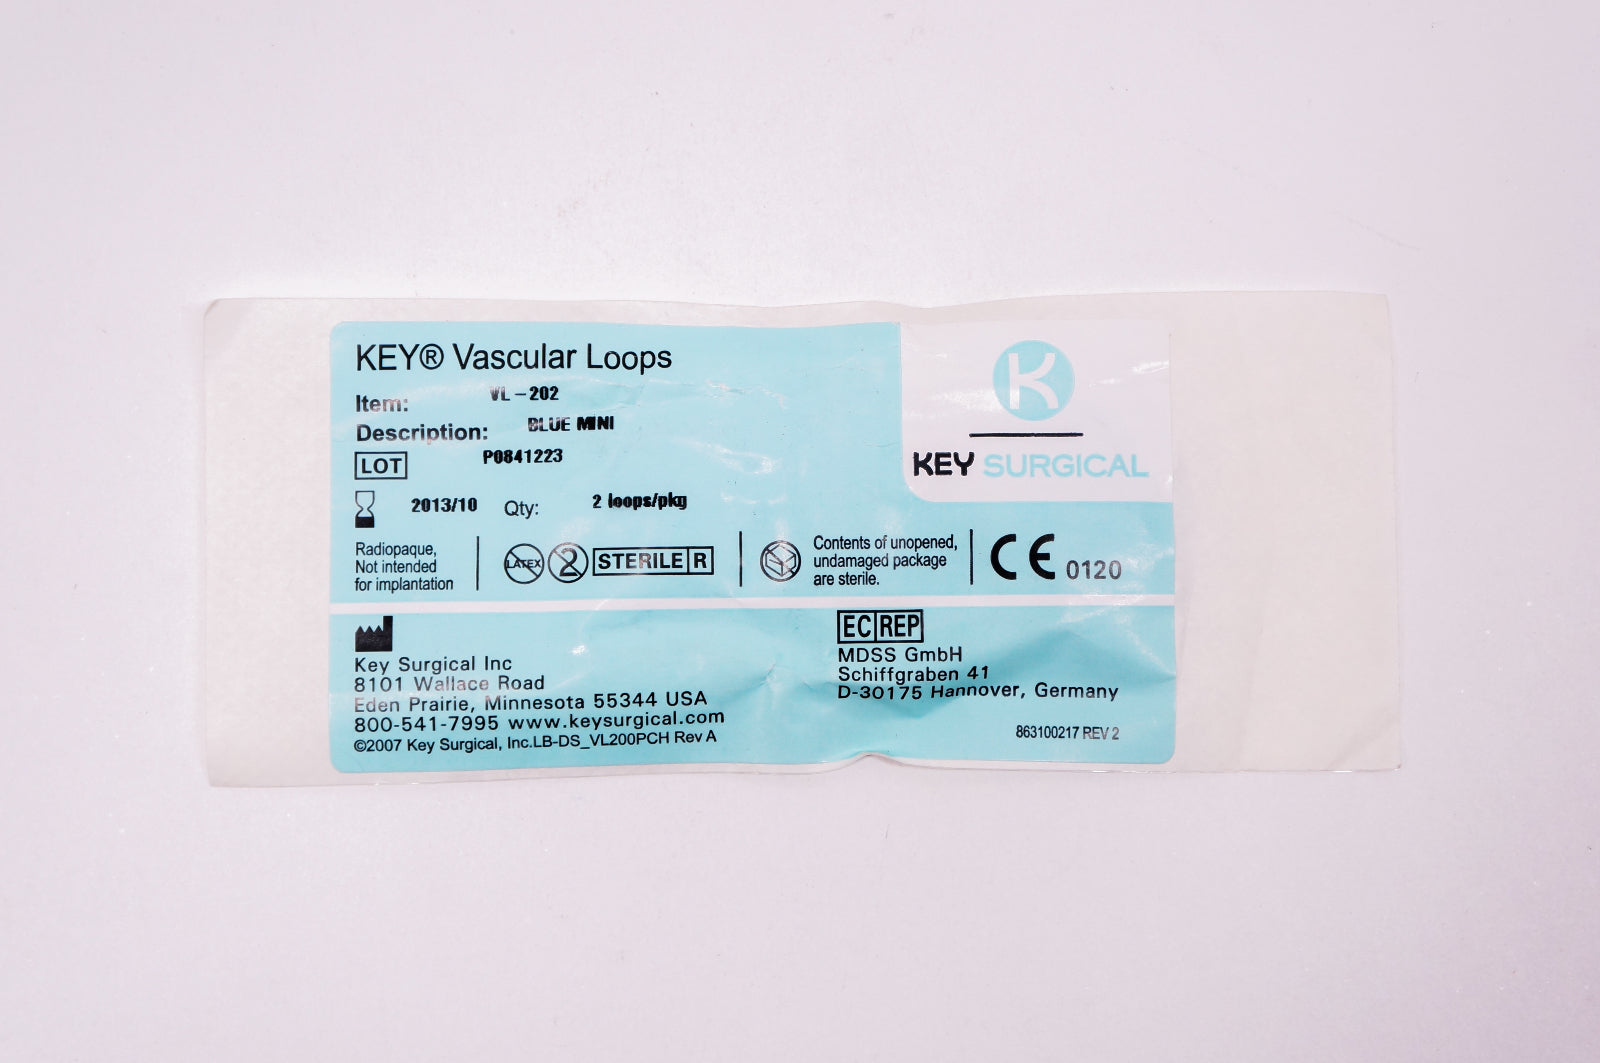 KEY® Vascular Loops
Item: VL-202
Description: BLUE MINI
LOT P0841223
2013/10 Qty: 2 loops/pkg
K
KEY SURGICAL
Radiopaque,
Not intended
for implantation
LATEX 2 STERILE R
Contents of unopened,
undamaged package
are sterile.
CE 0120
Key Surgical Inc
8101 Wallace Road
Eden Prairie, Minnesota 55344 USA
800-541-7995 www.keysurgical.com
©2007 Key Surgical, Inc.LB-DS_VL200PCH Rev A
EC REP
MDSS GmbH
Schiffgraben 41
D-30175 Hannover, Germany
863100217 REV 2